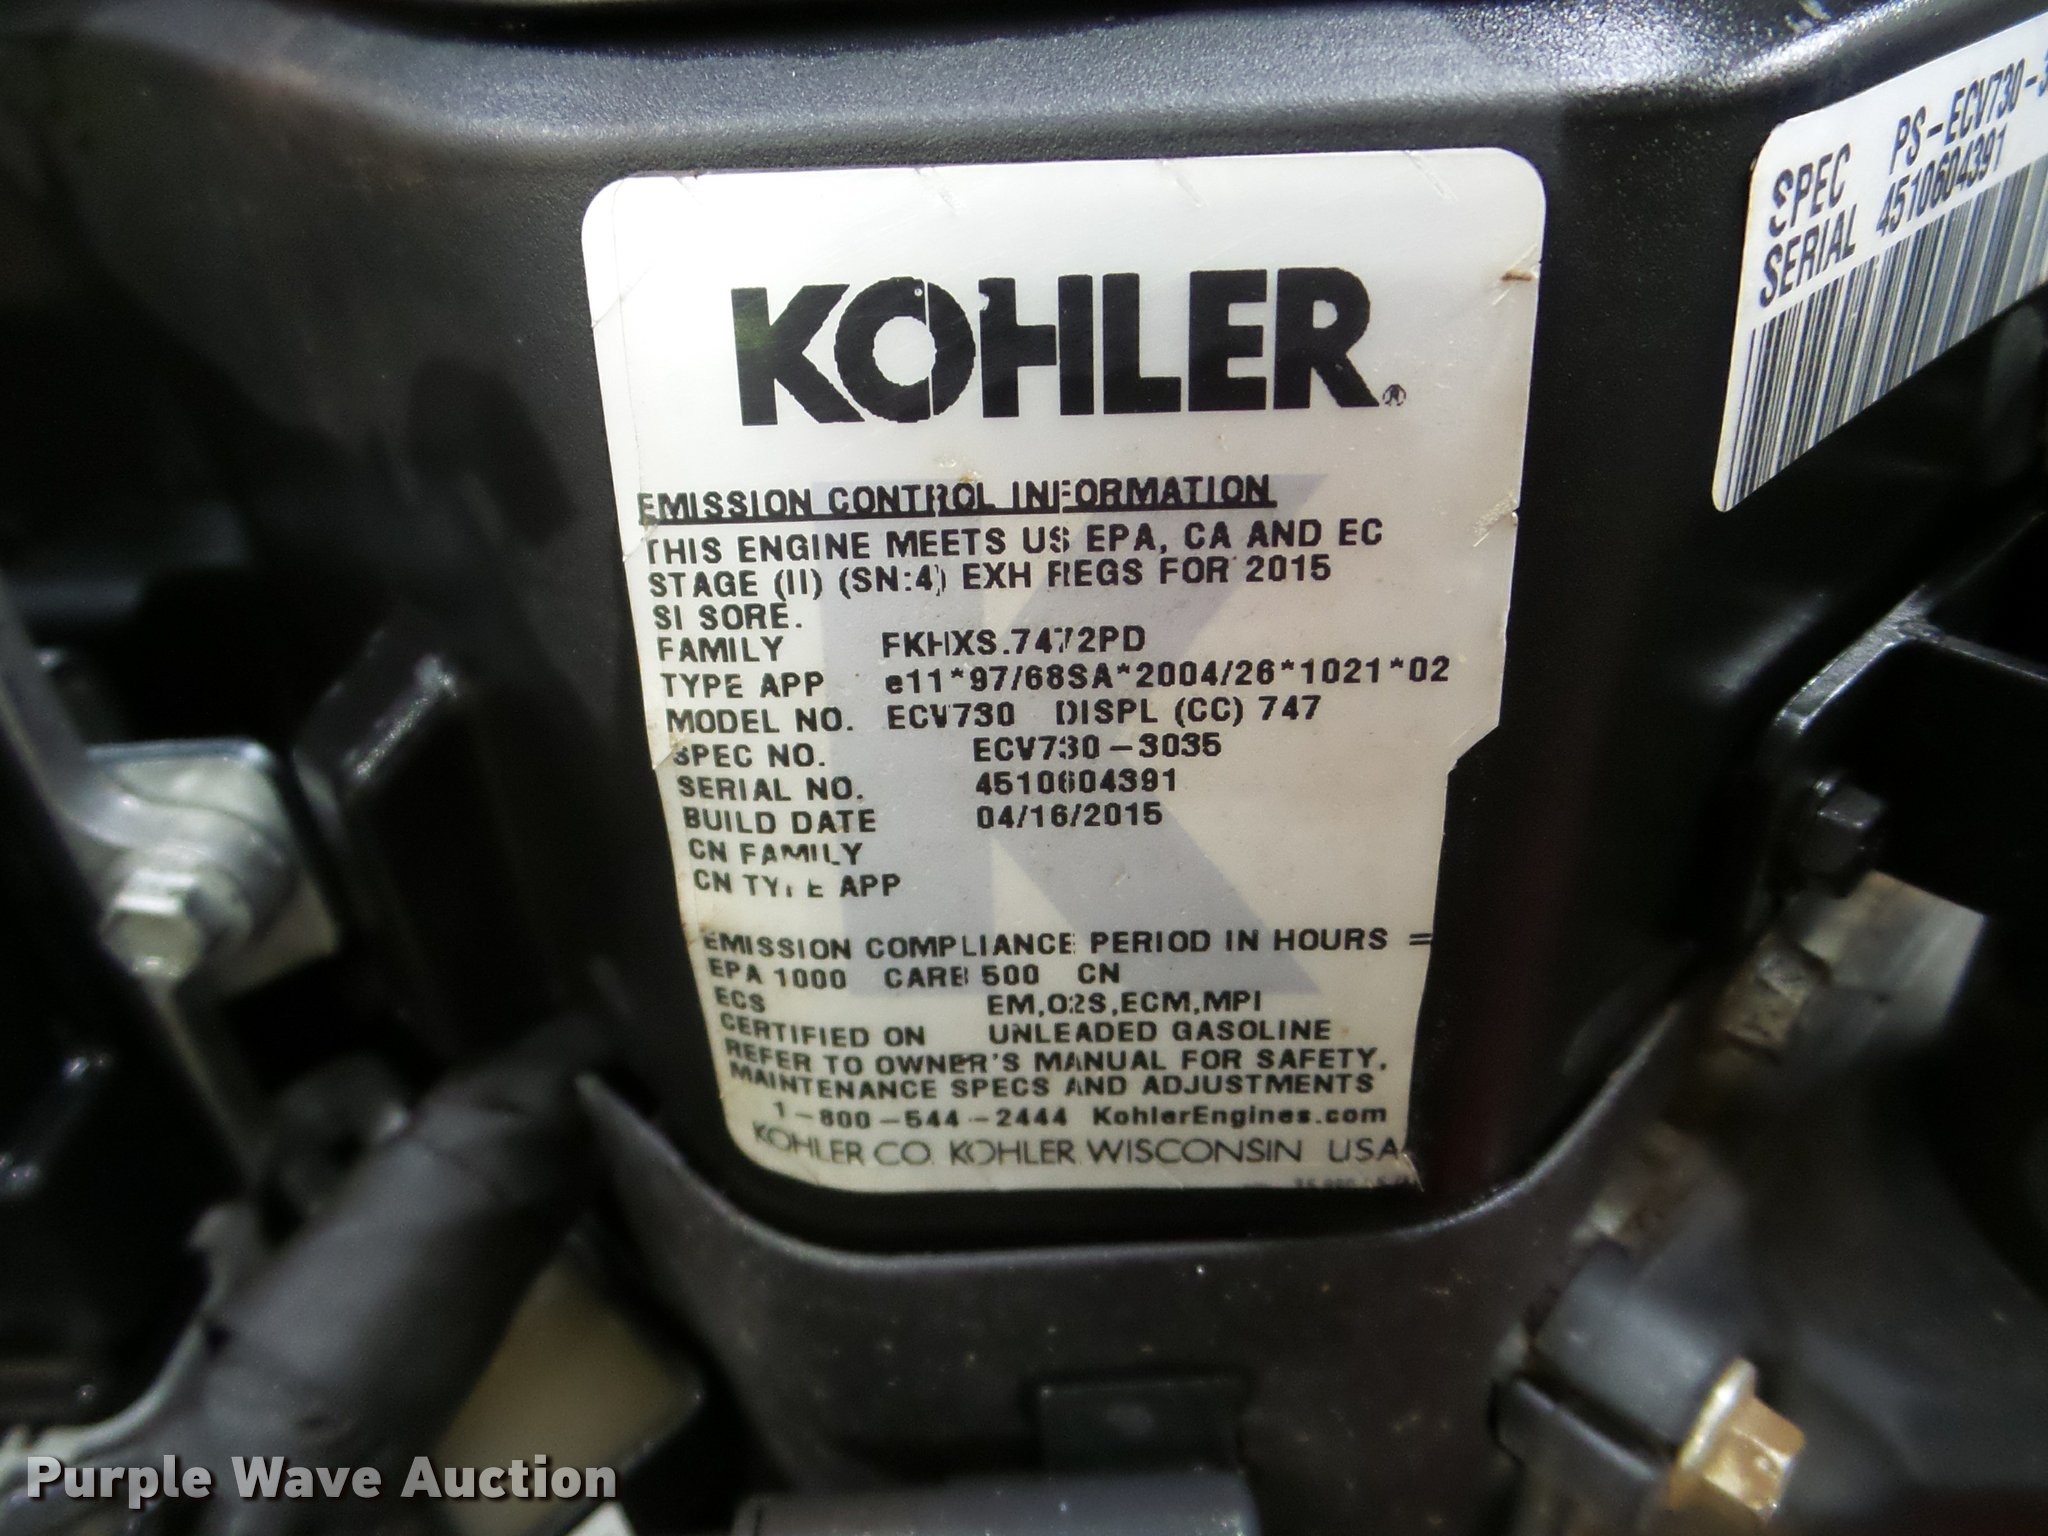 KOHLER®
EMISSION CONTROL INFORMATION
THIS ENGINE MEETS US EPA, CA AND EC
STAGE (II) (SN:4) EXH REGS FOR 2015
SI SORE.
FAMILY FKHXS.7472PD
TYPE APP e11*97/68SA*2004/26*1021*02
MODEL NO. ECV730 DISPL (CC) 747
SPEC NO. ECV730-3035
SERIAL NO. 4510604391
BUILD DATE 04/16/2015
CN FAMILY
CN TYPE APP
EMISSION COMPLIANCE PERIOD IN HOURS =
EPA 1000 CARB 500 CN
ECS EM,O2S,ECM,MPI
CERTIFIED ON UNLEADED GASOLINE
REFER TO OWNER'S MANUAL FOR SAFETY,
MAINTENANCE SPECS AND ADJUSTMENTS
1-800-544-2444 KohlerEngines.com
KOHLER CO. KOHLER, WISCONSIN USA
SPEC PS-ECV730-3
SERIAL 4510604391
Purple Wave Auction